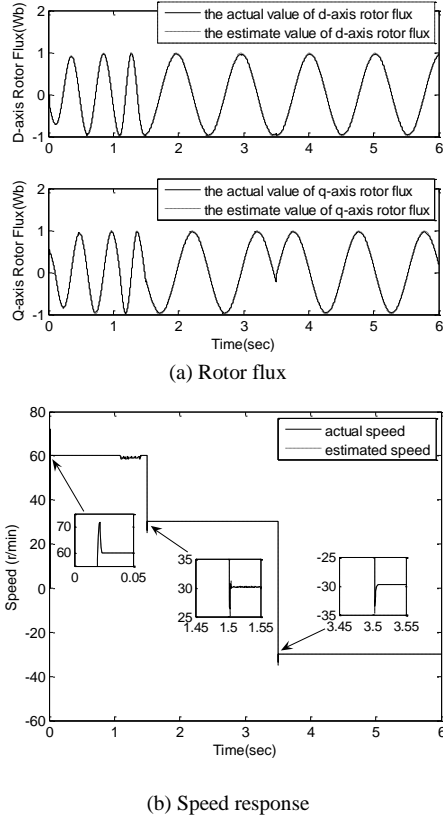 the actual value of d-axis rotor flux
the estimate value of d-axis rotor flux
D-axis Rotor Flux(Wb)
2
1
0
-1
0 1 2 3 4 5 6
the actual value of q-axis rotor flux
the estimate value of q-axis rotor flux
Q-axis Rotor Flux(Wb)
2
1
0
-1
0 1 2 3 4 5 6
Time(sec)
(a) Rotor flux
80
60
40
20
0
-20
-40
-60
Speed (r/min)
actual speed
estimated speed
70
60
0 0.05
35
30
25
1.45 1.5 1.55
-25
-30
-35
3.45 3.5 3.55
0 1 2 3 4 5 6
Time(sec)
(b) Speed response